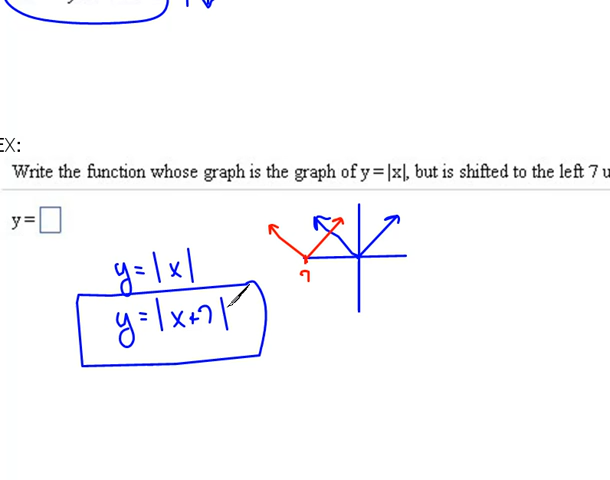 EX:
Write the function whose graph is the graph of y=|x|, but is shifted to the left 7 u
y=
y=|x|
y=|x+7|
7